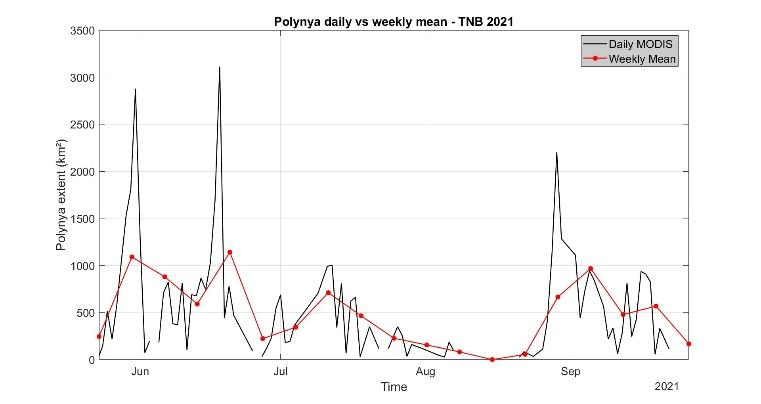 Polynya daily vs weekly mean - TNB 2021
Daily MODIS
Weekly Mean
Polynya extent (km²)
3500
3000
2500
2000
1500
1000
500
0
Jun
Jul
Aug
Sep
Time
2021